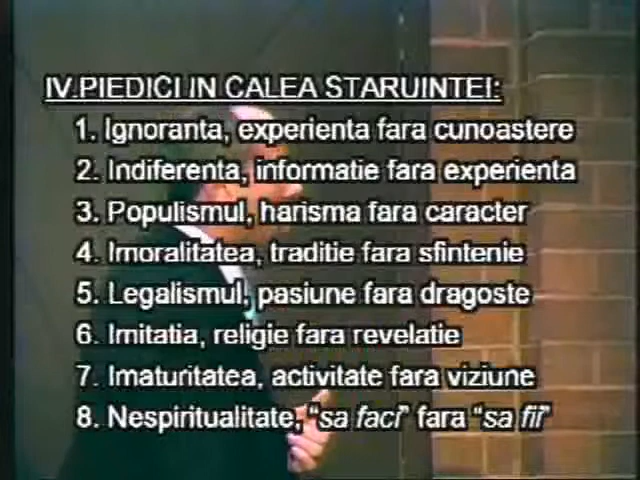 IV.PIEDICI IN CALEA STARUINTEI:
1. Ignoranta, experienta fara cunoastere
2. Indiferenta, informatie fara experienta
3. Populismul, harisma fara caracter
4. Imoralitatea, traditie fara sfintenie
5. Legalismul, pasiune fara dragoste
6. Imitatia, religie fara revelatie
7. Imaturitatea, activitate fara viziune
8. Nespiritualitate, "sa faci" fara "sa fii"